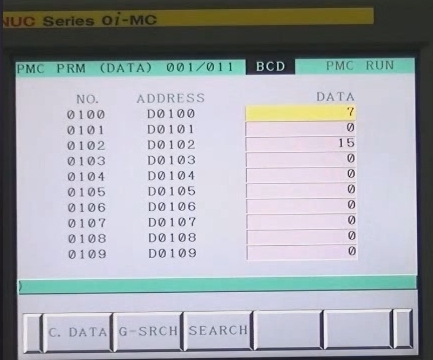 NUC Series 0i-MC
PMC PRM (DATA) 001/011 BCD PMC RUN
NO. ADDRESS DATA
0100 D0100 7
0101 D0101 0
0102 D0102 15
0103 D0103 0
0104 D0104 0
0105 D0105 0
0106 D0106 0
0107 D0107 0
0108 D0108 0
0109 D0109 0
C. DATA G-SRCH SEARCH